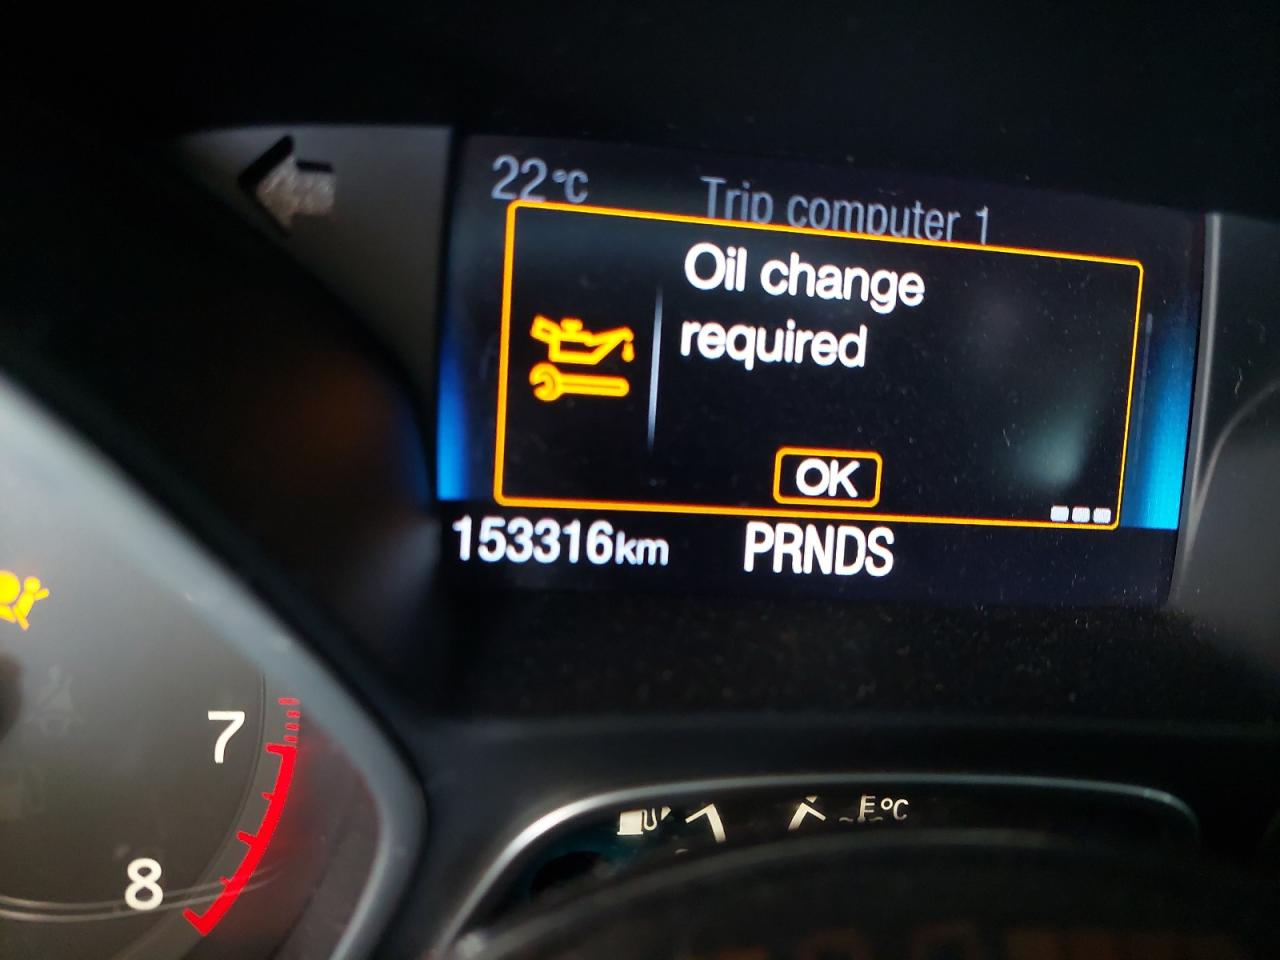 22°C
Trip computer 1
Oil change
required
OK
153316km
PRNDS
7
8
°C